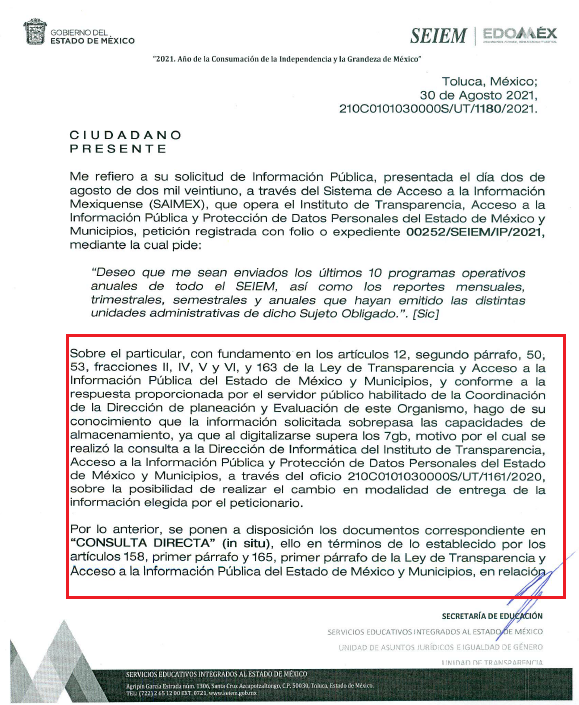 GOBIERNO DEL
ESTADO DE MÉXICO
SEIEM
EDOMÉX
"2021. Año de la Consumación de la Independencia y la Grandeza de México"
Toluca, México;
30 de Agosto 2021,
210C0101030000S/UT/1180/2021.
CIUDADANO
PRESENTE
Me refiero a su solicitud de Información Pública, presentada el día dos de
agosto de dos mil veintiuno, a través del Sistema de Acceso a la Información
Mexiquense (SAIMEX), que opera el Instituto de Transparencia, Acceso a la
Información Pública y Protección de Datos Personales del Estado de México y
Municipios, petición registrada con folio o expediente 00252/SEIEM/IP/2021,
mediante la cual pide:
"Deseo que me sean enviados los últimos 10 programas operativos
anuales de todo el SEIEM, así como los reportes mensuales,
trimestrales, semestrales y anuales que hayan emitido las distintas
unidades administrativas de dicho Sujeto Obligado.". [Sic]
Sobre el particular, con fundamento en los artículos 12, segundo párrafo, 50,
53, fracciones II, IV, V y VI, y 163 de la Ley de Transparencia y Acceso a la
Información Pública del Estado de México y Municipios, y conforme a la
respuesta proporcionada por el servidor público habilitado de la Coordinación
de la Dirección de planeación y Evaluación de este Organismo, hago de su
conocimiento que la información solicitada sobrepasa las capacidades de
almacenamiento, ya que al digitalizarse supera los 7gb, motivo por el cual se
realizó la consulta a la Dirección de Informática del Instituto de Transparencia,
Acceso a la Información Pública y Protección de Datos Personales del Estado
de México y Municipios, a través del oficio 210C0101030000S/UT/1161/2020,
sobre la posibilidad de realizar el cambio en modalidad de entrega de la
información elegida por el peticionario.
Por lo anterior, se ponen a disposición los documentos correspondiente en
"CONSULTA DIRECTA" (in situ), ello en términos de lo establecido por los
artículos 158, primer párrafo y 165, primer párrafo de la Ley de Transparencia y
Acceso a la Información Pública del Estado de México y Municipios, en relación
SECRETARÍA DE EDUCACIÓN
SERVICIOS EDUCATIVOS INTEGRADOS AL ESTADO DE MÉXICO
UNIDAD DE ASUNTOS JURÍDICOS E IGUALDAD DE GÉNERO
UNIDAD DE TRANSPARENCIA
SERVICIOS EDUCATIVOS INTEGRADOS AL ESTADO DE MÉXICO
Agripín García Estrada núm. 1306, Santa Cruz Azcapotzaltongo, C.P. 50030, Toluca, Estado de México.
TEL: (722) 2 65 12 00 EXT. 0721, www.seiem.gob.mx